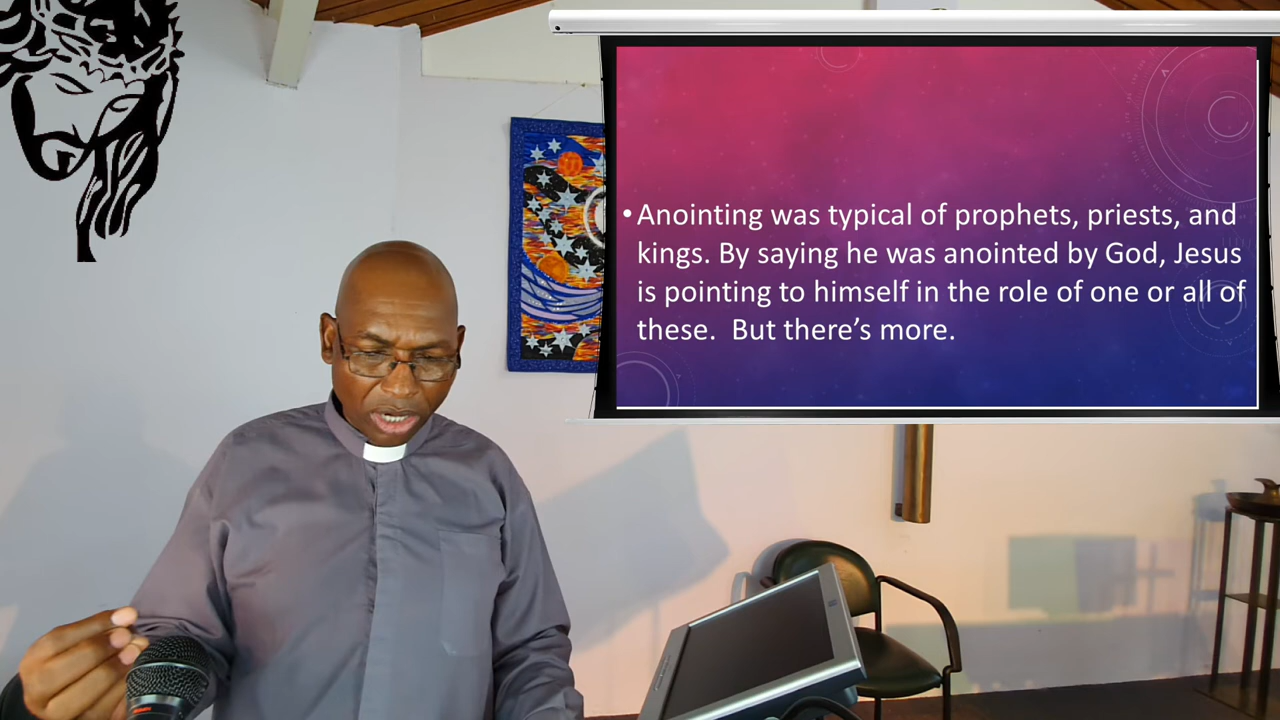 •Anointing was typical of prophets, priests, and
kings. By saying he was anointed by God, Jesus
is pointing to himself in the role of one or all of
these.  But there’s more.